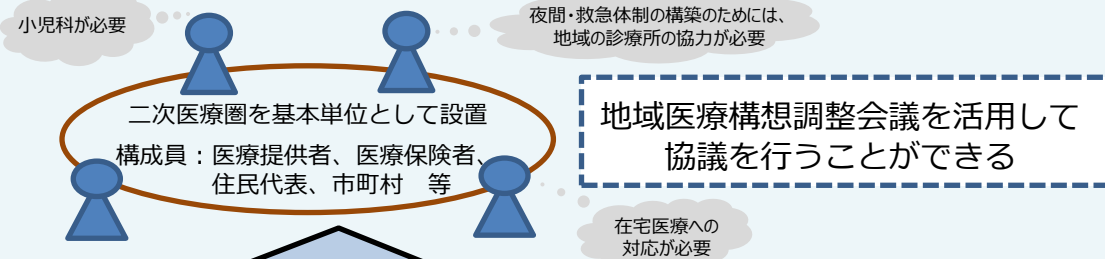 小児科が必要
夜間・救急体制の構築のためには、
地域の診療所の協力が必要
二次医療圏を基本単位として設置
構成員：医療提供者、医療保険者、
住民代表、市町村　等
地域医療構想調整会議を活用して
協議を行うことができる
在宅医療への
対応が必要